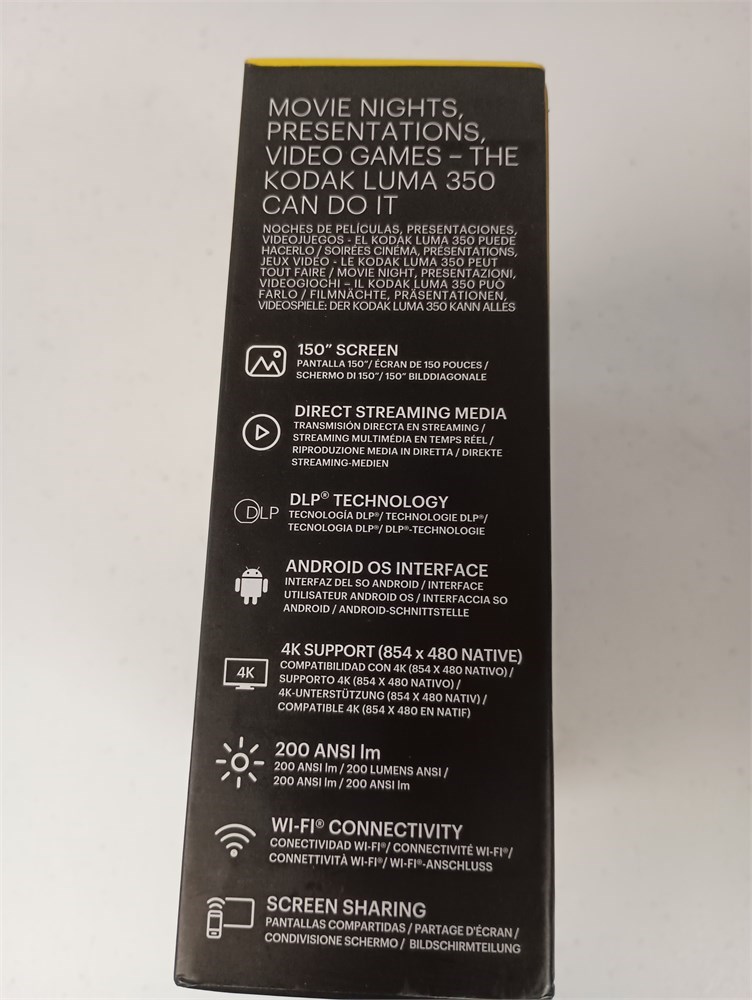 MOVIE NIGHTS,
PRESENTATIONS,
VIDEO GAMES – THE
KODAK LUMA 350
CAN DO IT
NOCHES DE PELÍCULAS, PRESENTACIONES,
VIDEOJUEGOS - EL KODAK LUMA 350 PUEDE
HACERLO / SOIRÉES CINÉMA, PRÉSENTATIONS,
JEUX VIDÉO - LE KODAK LUMA 350 PEUT
TOUT FAIRE / MOVIE NIGHT, PRESENTAZIONI,
VIDEOGIOCHI – IL KODAK LUMA 350 PUÒ
FARLO / FILMNÄCHTE, PRÄSENTATIONEN,
VIDEOSPIELE: DER KODAK LUMA 350 KANN ALLES
150” SCREEN
PANTALLA 150”/ ÉCRAN DE 150 POUCES /
SCHERMO DI 150”/ 150” BILDDIAGONALE
DIRECT STREAMING MEDIA
TRANSMISIÓN DIRECTA EN STREAMING /
STREAMING MULTIMÉDIA EN TEMPS RÉEL /
RIPRODUZIONE MEDIA IN DIRETTA / DIREKTE
STREAMING-MEDIEN
DLP
DLP® TECHNOLOGY
TECNOLOGÍA DLP®/ TECHNOLOGIE DLP®/
TECNOLOGIA DLP®/ DLP®-TECHNOLOGIE
ANDROID OS INTERFACE
INTERFAZ DEL SO ANDROID / INTERFACE
UTILISATEUR ANDROID OS / INTERFACCIA SO
ANDROID / ANDROID-SCHNITTSTELLE
4K
4K SUPPORT (854 x 480 NATIVE)
COMPATIBILIDAD CON 4K (854 X 480 NATIVO) /
SUPPORTO 4K (854 X 480 NATIVO) /
4K-UNTERSTÜTZUNG (854 X 480 NATIV) /
COMPATIBLE 4K (854 X 480 EN NATIF)
200 ANSI lm
200 ANSI lm / 200 LUMENS ANSI /
200 ANSI lm / 200 ANSI lm
WI-FI® CONNECTIVITY
CONECTIVIDAD WI-FI®/ CONNECTIVITÉ WI-FI®/
CONNETTIVITÀ WI-FI®/ WI-FI®-ANSCHLUSS
SCREEN SHARING
PANTALLAS COMPARTIDAS / PARTAGE D'ÉCRAN /
CONDIVISIONE SCHERMO / BILDSCHIRMTEILUNG